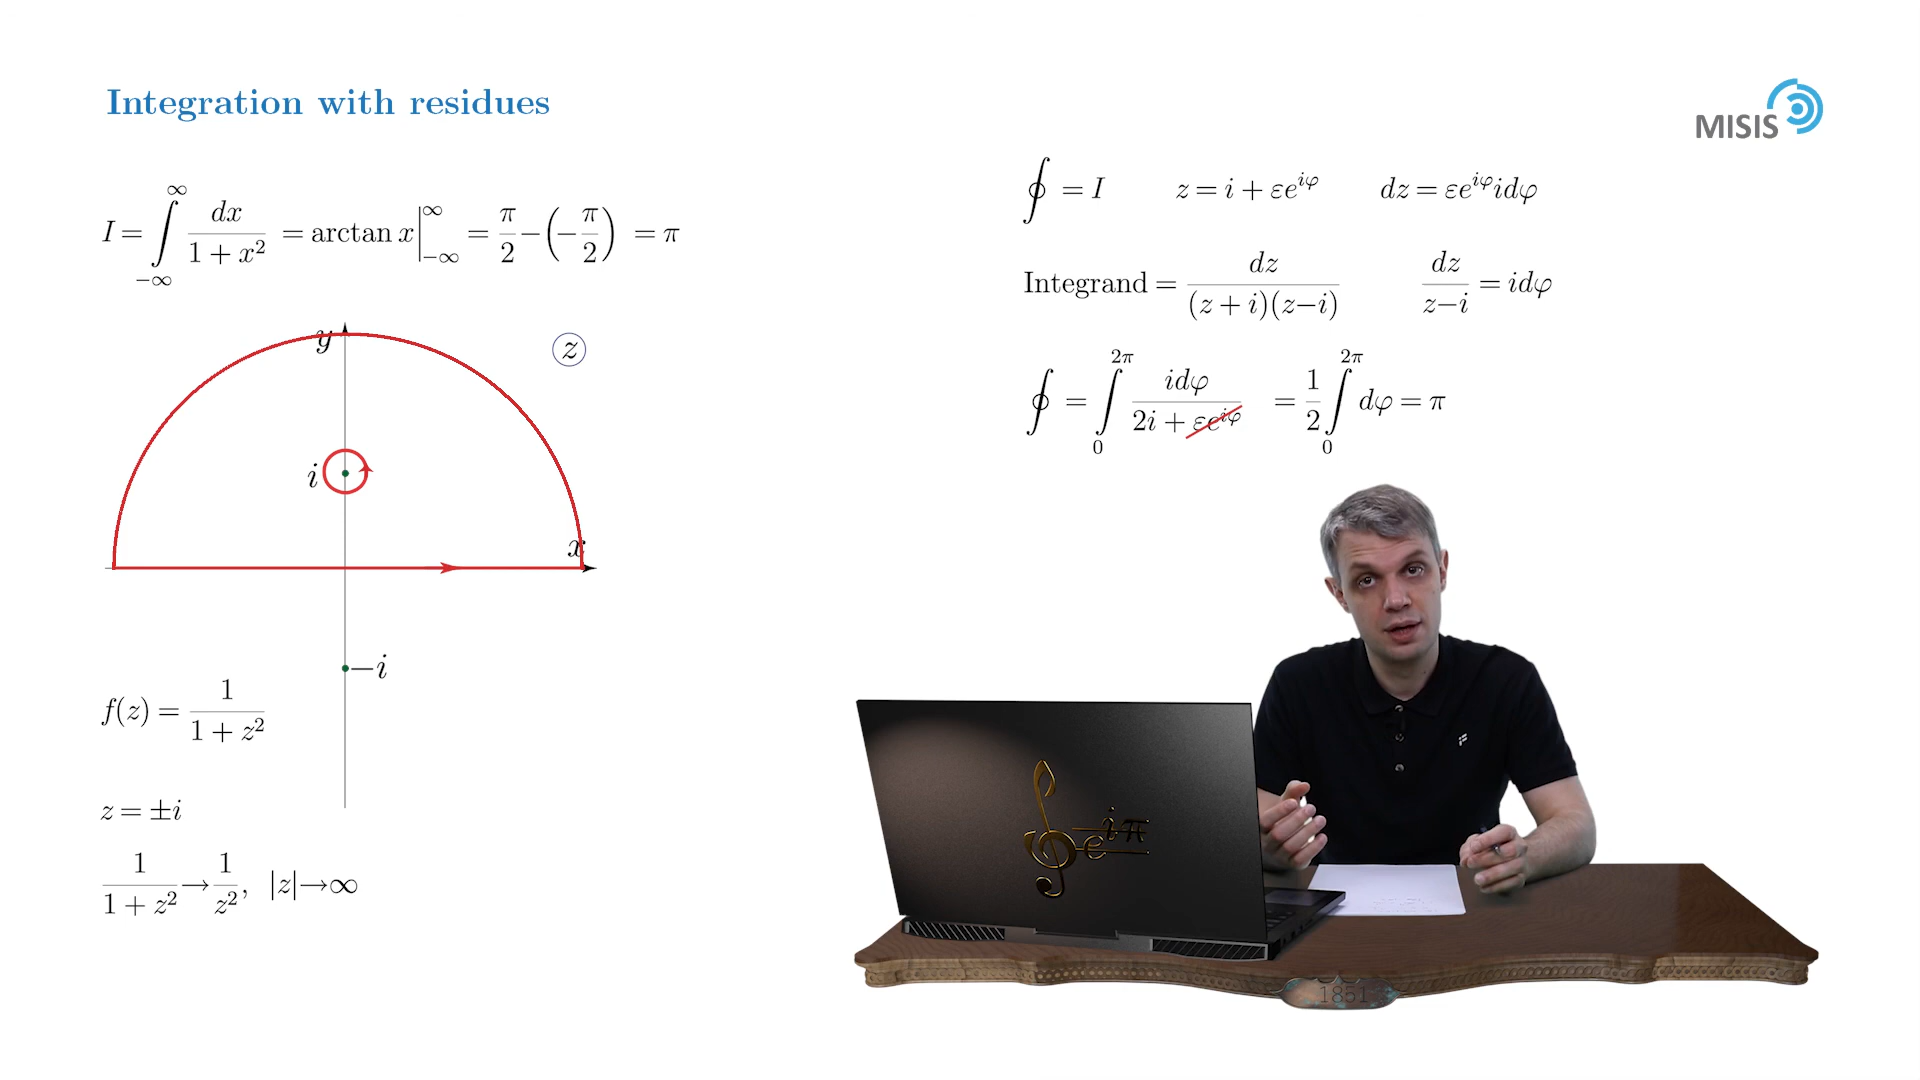 Integration with residues
MISIS
I = ∫_{−∞}^{∞} dx/(1 + x²) = arctan x |_{−∞}^{∞} = π/2 − (−π/2) = π
y
z
i
x
−i
f(z) = 1/(1 + z²)
z = ±i
1/(1 + z²) → 1/z², |z| → ∞
∮ = I z = i + εe^{iφ} dz = εe^{iφ}idφ
Integrand = dz/((z + i)(z−i)) dz/(z−i) = idφ
∮ = ∫_0^{2π} idφ/(2i + εe^{iφ}) = 1/2 ∫_0^{2π} dφ = π
e^{iπ}
1851